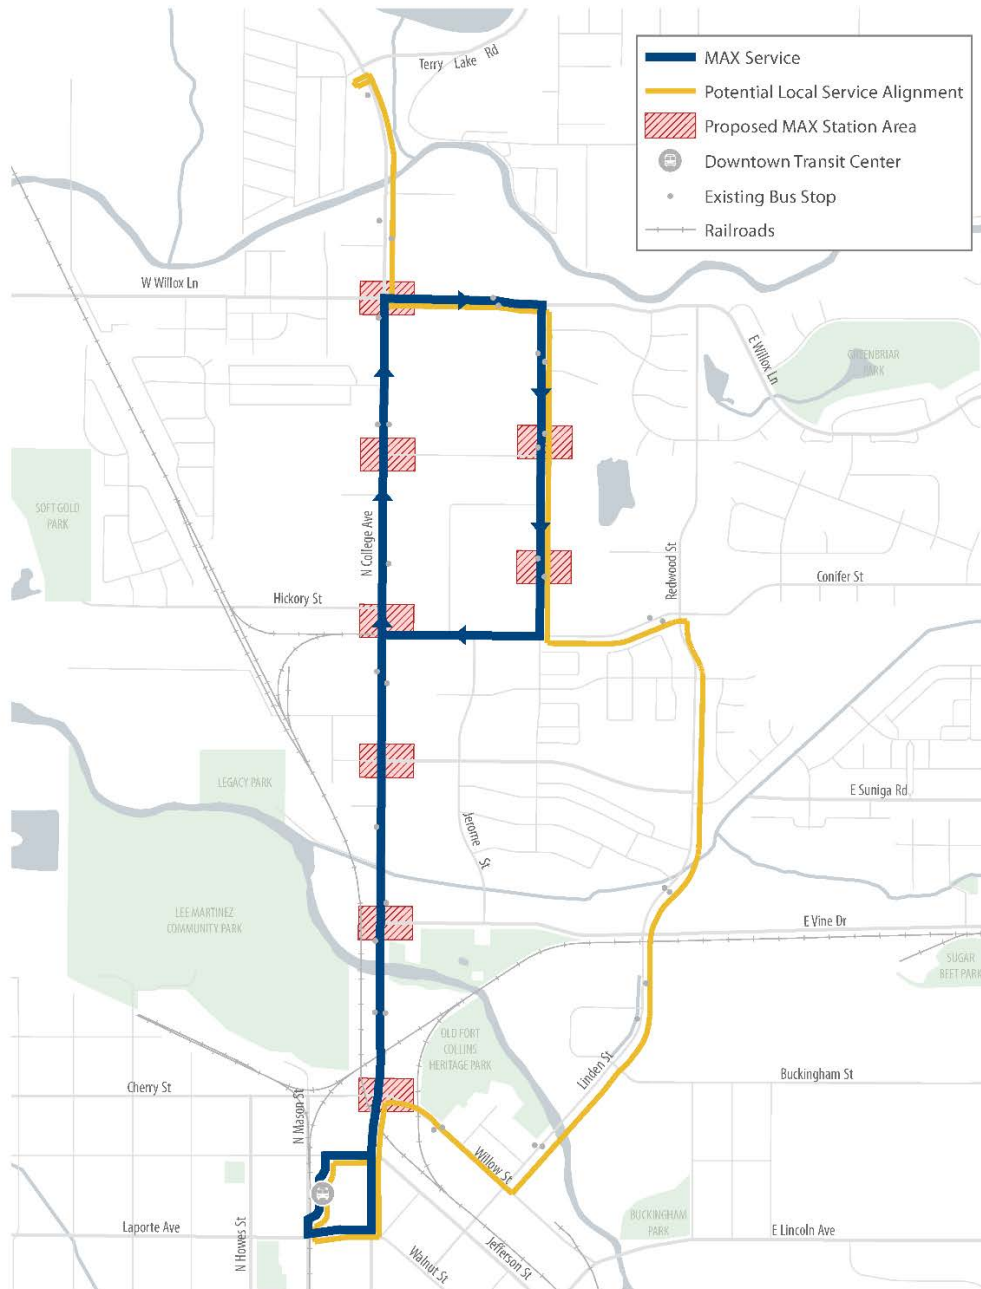 Terry Lake Rd
MAX Service
Potential Local Service Alignment
Proposed MAX Station Area
Downtown Transit Center
Existing Bus Stop
Railroads
W Willox Ln
E Willox Ln
GREENBRIAR
PARK
SOFT GOLD
PARK
N College Ave
Redwood St
Conifer St
Hickory St
LEGACY PARK
E Suniga Rd
Jerome St
LEE MARTINEZ
COMMUNITY PARK
E Vine Dr
SUGAR
BEET PARK
OLD FORT
COLLINS
HERITAGE PARK
Linden St
Buckingham St
Cherry St
N Mason St
Willow St
BUCKINGHAM
PARK
Laporte Ave
N Howes St
E Lincoln Ave
Walnut St
Jefferson St